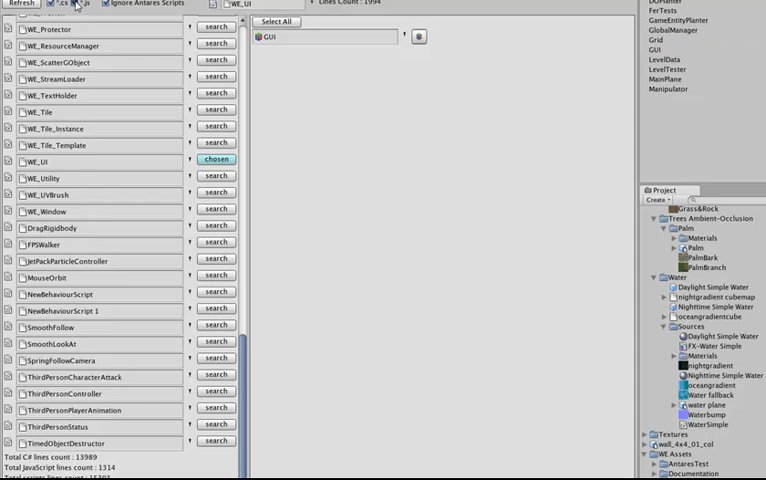 Refresh *.cs *.js Ignore Antares Scripts WE_UI Lines Count : 1994
WE_Protector search
WE_ResourceManager search
WE_ScatterGObject search
WE_StreamLoader search
WE_TextHolder search
WE_Tile search
WE_Tile_Instance search
WE_Tile_Template search
WE_UI chosen
WE_Utility search
WE_UVBrush search
WE_Window search
DragRigidbody search
FPSWalker search
JetPackParticleController search
MouseOrbit search
NewBehaviourScript search
NewBehaviourScript 1 search
SmoothFollow search
SmoothLookAt search
SpringFollowCamera search
ThirdPersonCharacterAttack search
ThirdPersonController search
ThirdPersonPlayerAnimation search
ThirdPersonStatus search
TimedObjectDestructor search
Total C# lines count : 13989
Total JavaScript lines count : 1314
Total scripts lines count : 15303
Select All
GUI
DOPlanter
FerTests
GameEntityPlanter
GlobalManager
Grid
GUI
LevelData
LevelTester
MainPlane
Manipulator
Project
Create
Grass&Rock
Trees Ambient-Occlusion
Palm
Materials
Palm
PalmBark
PalmBranch
Water
Daylight Simple Water
nightgradient cubemap
Nighttime Simple Water
oceangradientcube
Sources
Daylight Simple Water
FX-Water Simple
Materials
nightgradient
Nighttime Simple Water
oceangradient
Water fallback
water plane
Waterbump
WaterSimple
Textures
wall_4x4_01_col
WE Assets
AntaresTest
Documentation